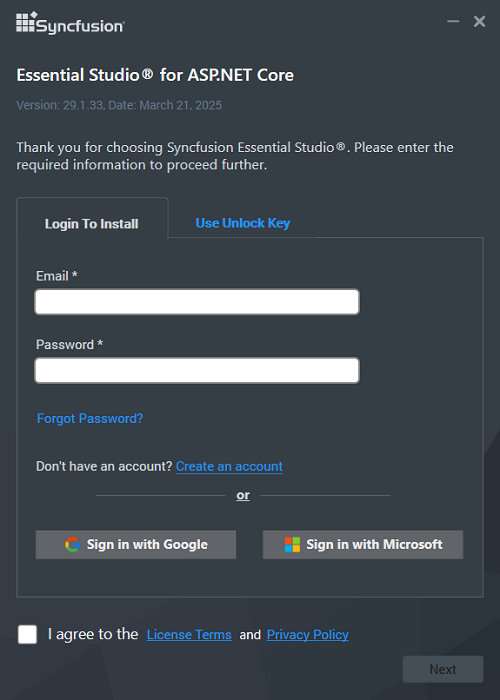 Syncfusion®
Essential Studio® for ASP.NET Core
Version: 29.1.33, Date: March 21, 2025
Thank you for choosing Syncfusion Essential Studio®. Please enter the
required information to proceed further.
Login To Install
Use Unlock Key
Email *
Password *
Forgot Password?
Don't have an account? Create an account
or
Sign in with Google
Sign in with Microsoft
I agree to the License Terms and Privacy Policy
Next